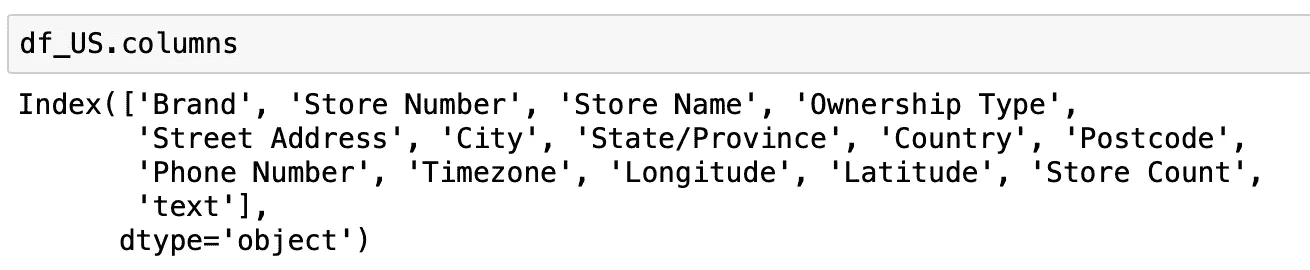 df_US.columns
Index(['Brand', 'Store Number', 'Store Name', 'Ownership Type',
'Street Address', 'City', 'State/Province', 'Country', 'Postcode',
'Phone Number', 'Timezone', 'Longitude', 'Latitude', 'Store Count',
'text'],
dtype='object')